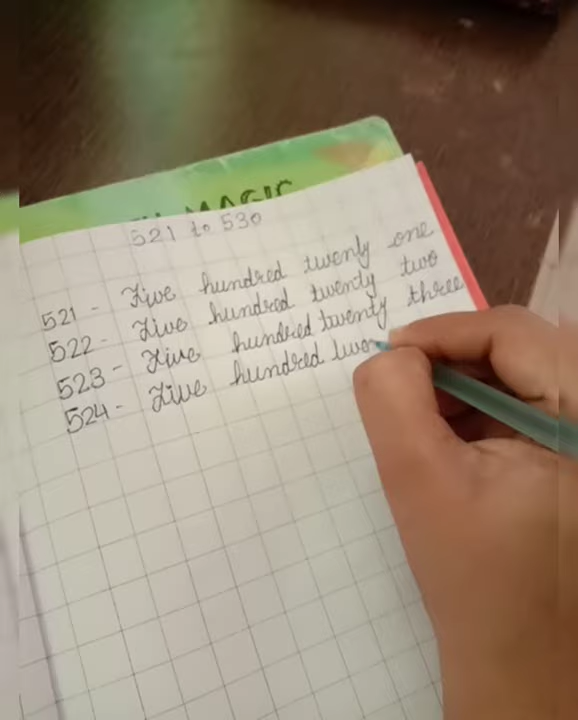 MAGIC
521 to 530
521 - Five hundred twenty one
522 - Five hundred twenty two
523 - Five hundred twenty three
524 - Five hundred